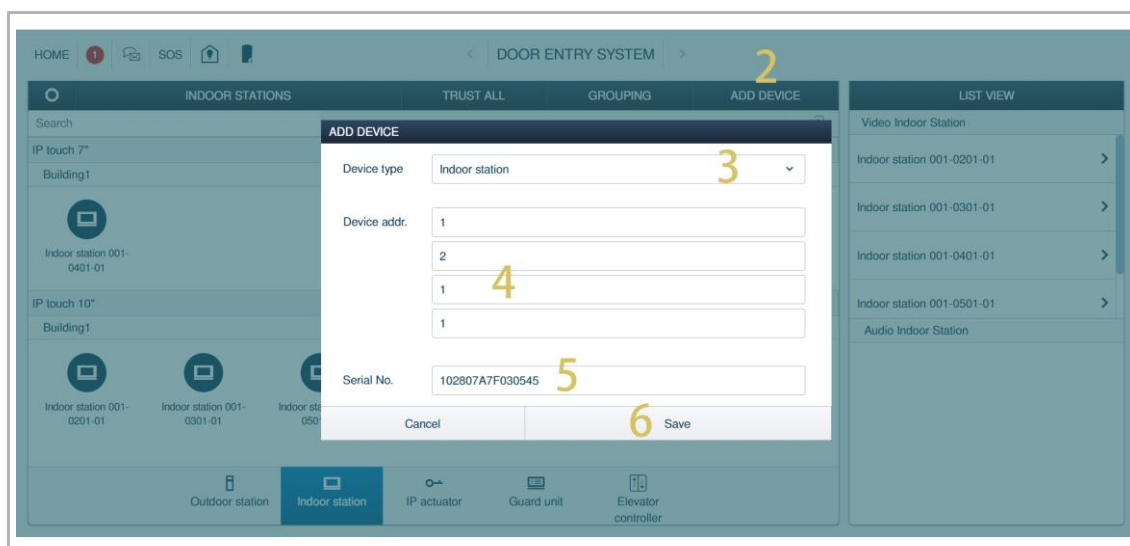 HOME 1 SOS < DOOR ENTRY SYSTEM >
2
INDOOR STATIONS TRUST ALL GROUPING ADD DEVICE LIST VIEW
Search
ADD DEVICE
Video Indoor Station
IP touch 7"
Building1
Device type Indoor station 3
Indoor station 001-0201-01
Device addr. 1
2
1
1
4
Indoor station 001-0301-01
Indoor station 001-
0401-01
Indoor station 001-0401-01
IP touch 10"
Building1
Indoor station 001-0501-01
Audio Indoor Station
Serial No. 102807A7F030545 5
Indoor station 001-
0201-01
Indoor station 001-
0301-01
Cancel 6 Save
Outdoor station
Indoor station
IP actuator
Guard unit
Elevator
controller